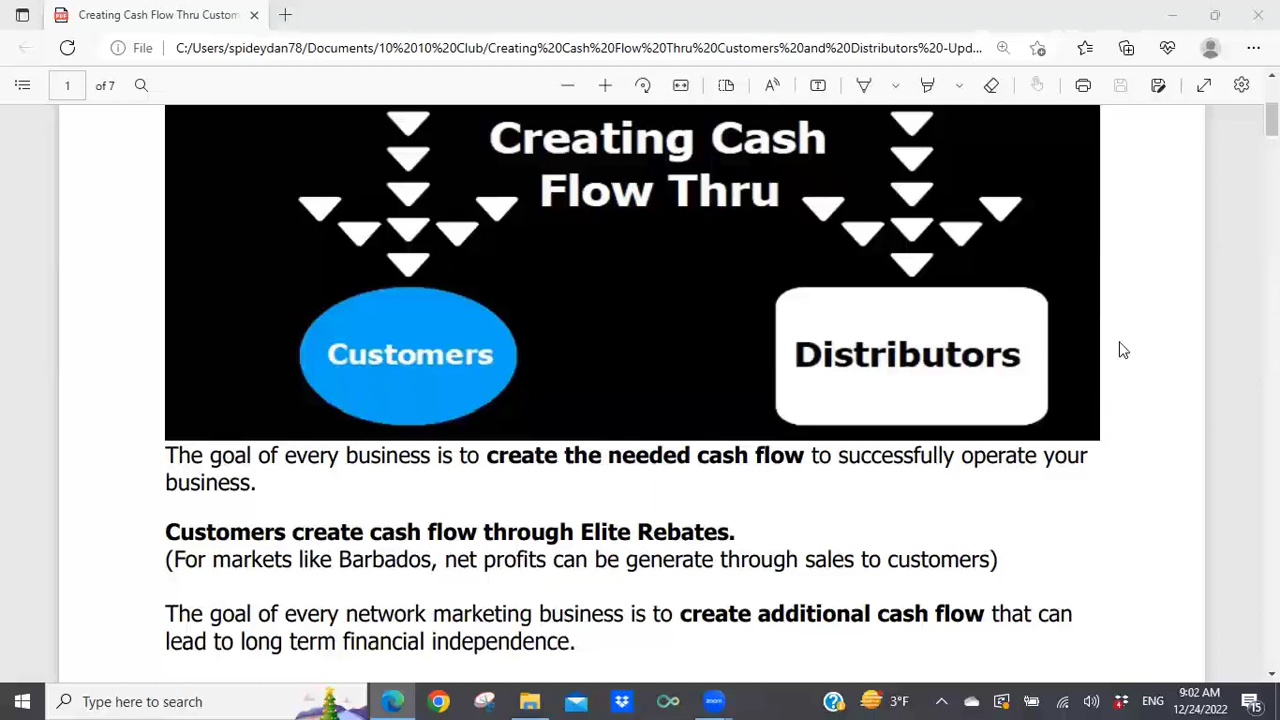 Creating Cash Flow Thru Custom
File
C:/Users/spideydan78/Documents/10%2010%20Club/Creating%20Cash%20Flow%20Thru%20Customers%20and%20Distributors%20-Upd...
1 of 7
Creating Cash
Flow Thru
Customers
Distributors
The goal of every business is to create the needed cash flow to successfully operate your
business.
Customers create cash flow through Elite Rebates.
(For markets like Barbados, net profits can be generate through sales to customers)
The goal of every network marketing business is to create additional cash flow that can
lead to long term financial independence.
Type here to search
zoom
3°F
ENG
9:02 AM
12/24/2022
15